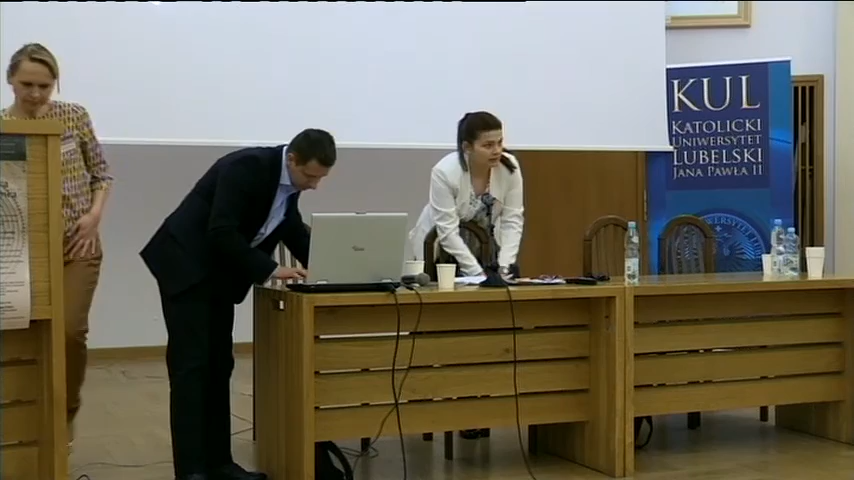 KUL
KATOLICKI
UNIWERSYTET
LUBELSKI
JANA PAWŁA II